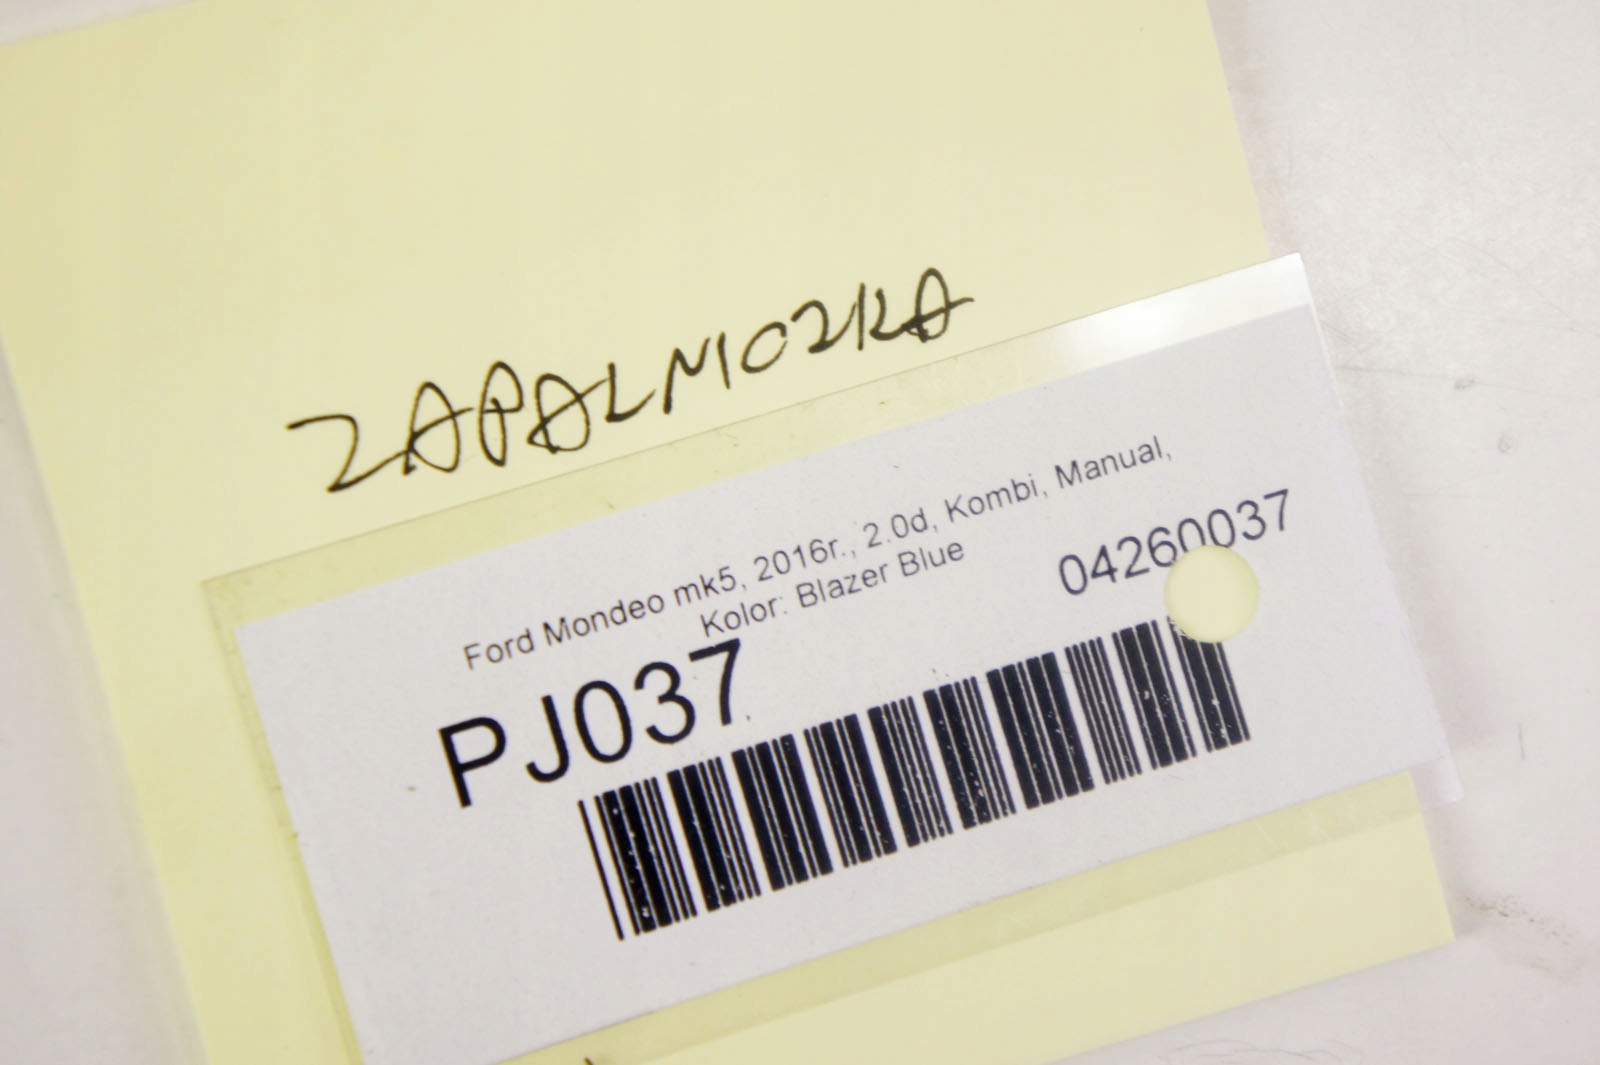 ZAPALNICZKA
Ford Mondeo mk5, 2016r., 2.0d, Kombi, Manual,
Kolor: Blazer Blue
04260037
PJ037